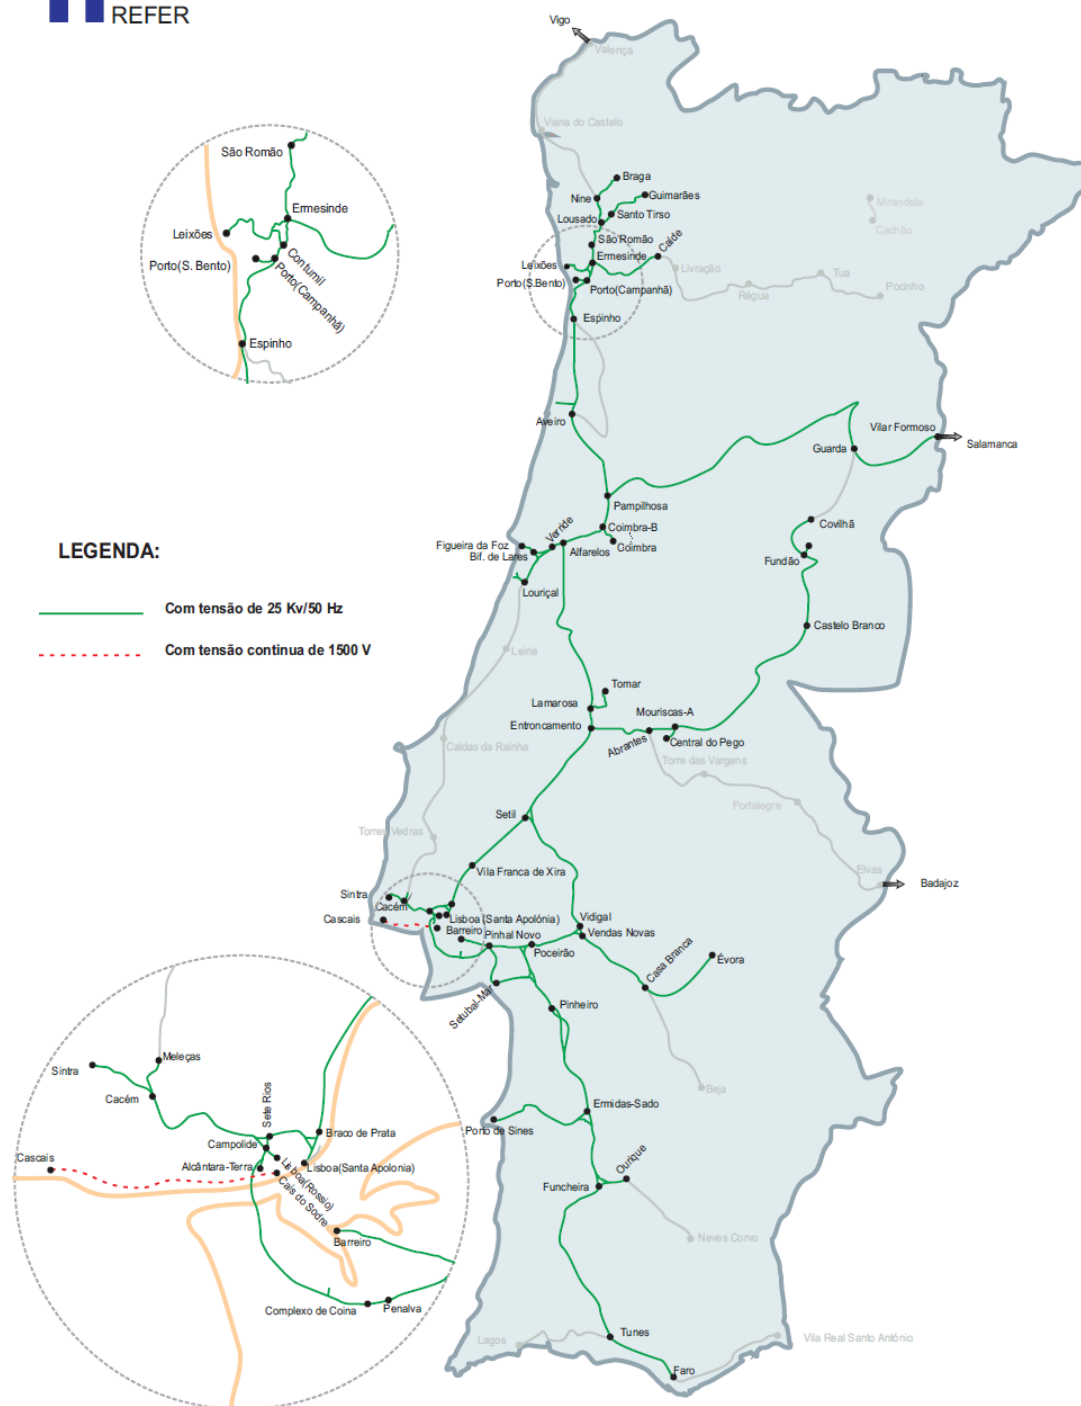 REFER
Vigo
Valença
Viana do Castelo
Braga
Nine
Guimarães
Lousado
Santo Tirso
São Romão
Ermesinde
Caíde
Leixões
Porto(S.Bento)
Porto(Campanhã)
Livração
Régua
Tua
Pocinho
Mirandela
Cachão
Espinho
São Romão
Ermesinde
Leixões
Contumil
Porto(S. Bento)
Porto(Campanhã)
Espinho
Aveiro
Vilar Formoso
Salamanca
Guarda
Pampilhosa
Covilhã
Coimbra-B
Coimbra
Verride
Figueira da Foz
Bif. de Lares
Alfarelos
Fundão
Louriçal
LEGENDA:
Com tensão de 25 Kv/50 Hz
Com tensão continua de 1500 V
Castelo Branco
Leiria
Tomar
Lamarosa
Mouriscas-A
Entroncamento
Abrantes
Central do Pego
Caldas da Rainha
Torre das Vargens
Portalegre
Setil
Torres Vedras
Vila Franca de Xira
Elvas
Badajoz
Sintra
Cacém
Cascais
Lisboa(Santa Apolónia)
Barreiro
Pinhal Novo
Vidigal
Vendas Novas
Poceirão
Casa Branca
Évora
Setubal-Mar
Pinheiro
Beja
Ermidas-Sado
Porto de Sines
Ourique
Funcheira
Neves Corvo
Tunes
Lagos
Faro
Vila Real Santo António
Meleças
Sintra
Cacém
Sete Rios
Campolide
Braço de Prata
Cascais
Alcântara-Terra
Lisboa(Rossio)
Lisboa(Santa Apolonia)
Cais do Sodre
Barreiro
Complexo de Coina
Penalva